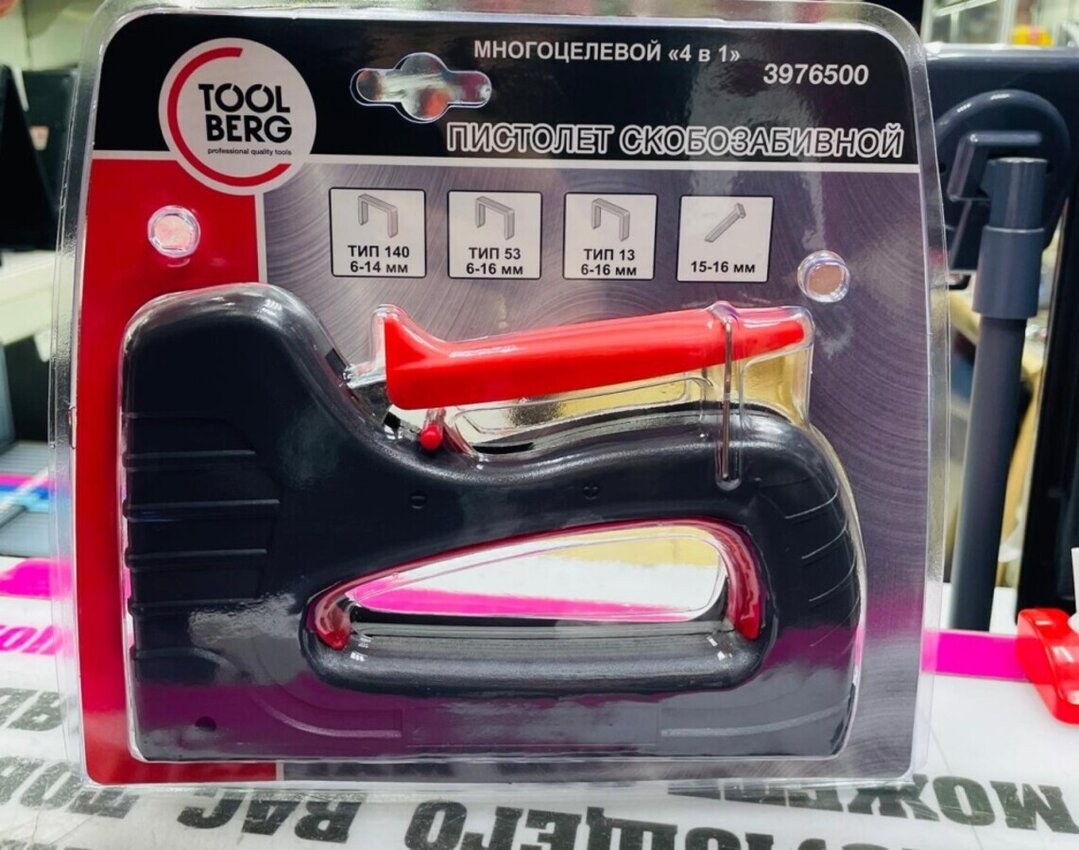 МНОГОЦЕЛЕВОЙ «4 в 1»
3976500
TOOL
BERG
professional quality tools
ПИСТОЛЕТ СКОБОЗАБИВНОЙ
ТИП 140
6-14 мм
ТИП 53
6-16 мм
ТИП 13
6-16 мм
15-16 мм
ВАС